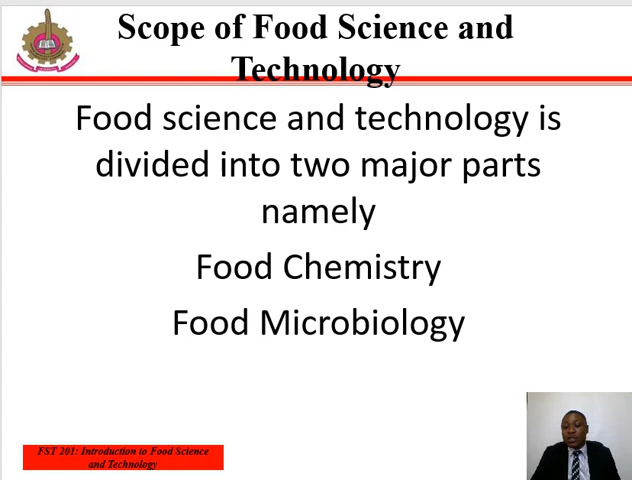 Scope of Food Science and
Technology
Food science and technology is
divided into two major parts
namely
Food Chemistry
Food Microbiology
FST 201: Introduction to Food Science
and Technology